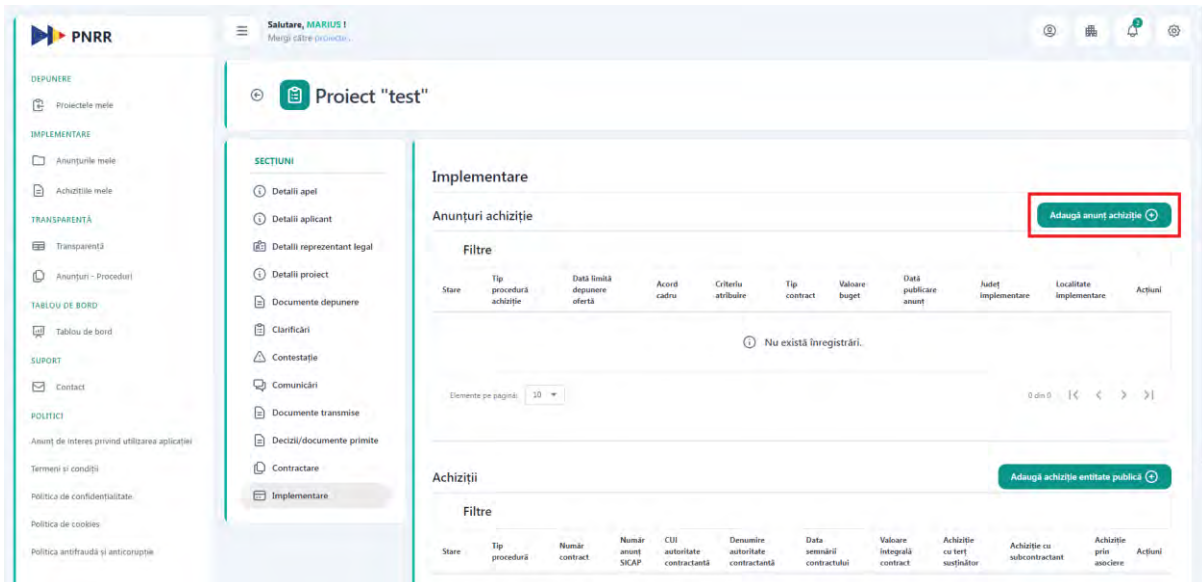 PNRR
Salutare, MARIUS !
Mergi către proiecte.
DEPUNERE
Proiectele mele
IMPLEMENTARE
Anunțurile mele
Achizițiile mele
TRANSPARENȚĂ
Transparență
Anunțuri - Proceduri
TABLOU DE BORD
Tablou de bord
SUPORT
Contact
POLITICI
Anunț de interes privind utilizarea aplicației
Termeni si condiții
Politica de confidențialitate
Politica de cookies
Politica antifraudă și anticorupție
Proiect "test"
SECȚIUNI
Detalii apel
Detalii aplicant
Detalii reprezentant legal
Detalii proiect
Documente depunere
Clarificări
Contestație
Comunicări
Documente transmise
Decizii/documente primite
Contractare
Implementare
Implementare
Anunțuri achiziție
Adaugă anunț achiziție
Filtre
Stare
Tip procedură achiziție
Dată limită depunere ofertă
Acord cadru
Criteriu atribuire
Tip contract
Valoare buget
Dată publicare anunț
Județ implementare
Localitate implementare
Acțiuni
Nu există înregistrări.
Elemente pe pagină: 10
0 din 0
Achiziții
Adaugă achiziție entitate publică
Filtre
Stare
Tip procedură
Număr contract
Număr anunț SICAP
CUI autoritate contractantă
Denumire autoritate contractantă
Data semnării contractului
Valoare integrală contract
Achiziție cu terț susținător
Achiziție cu subcontractant
Achiziție prin asociere
Acțiuni
2